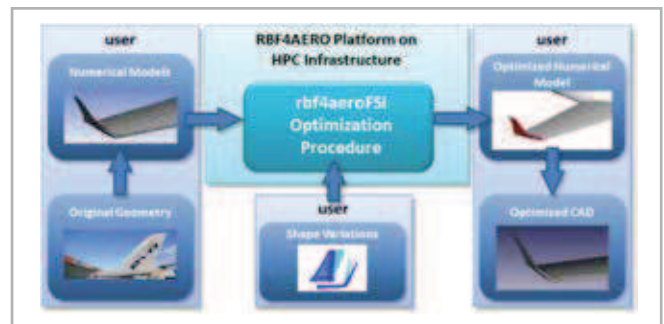 user
Numerical Models
Original Geometry
RBF4AERO Platform on
HPC Infrastructure
rbf4aeroFSI
Optimization
Procedure
user
Shape Variations
user
Optimized Numerical
Model
Optimized CAD